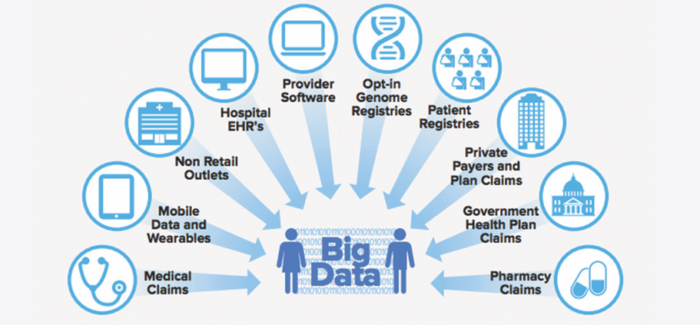 Medical
Claims
Mobile
Data and
Wearables
Non Retail
Outlets
Hospital
EHR's
Provider
Software
Opt-in
Genome
Registries
Patient
Registries
Private
Payers and
Plan Claims
Government
Health Plan
Claims
Pharmacy
Claims
Big
Data